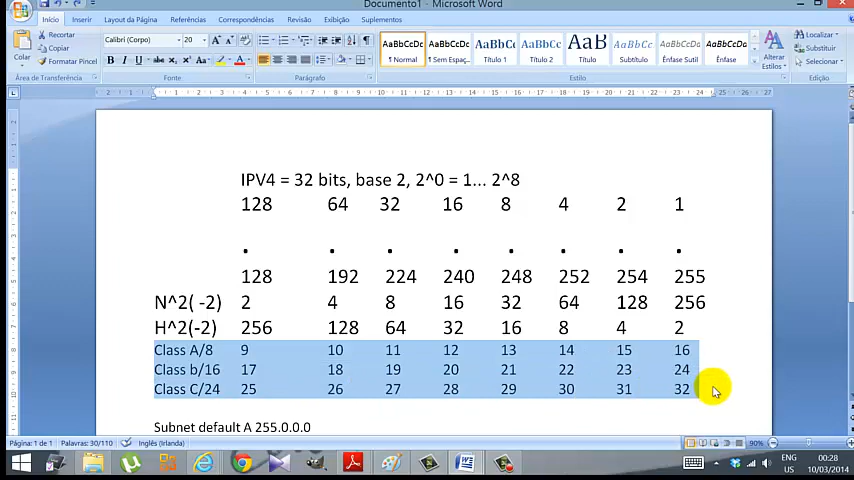 Documento1 - Microsoft Word
Início Inserir Layout da Página Referências Correspondências Revisão Exibição Suplementos
Colar Recortar Copiar Formatar Pincel
Calibri (Corpo) 20
AaBbCcDc AaBbCcDc AaBbCc AaBbCc AaB AaBbCcL AaBbCcDc AaBbCcDc
¶ Normal ¶ Sem Espaç... Título 1 Título 2 Título Subtítulo Ênfase Sutil Ênfase
Alterar Estilos
Localizar
Substituir
Selecionar
Área de Transferência Fonte Parágrafo Estilo Edição
IPV4 = 32 bits, base 2, 2^0 = 1... 2^8
128 64 32 16 8 4 2 1
. . . . . . . .
128 192 224 240 248 252 254 255
N^2( -2) 2 4 8 16 32 64 128 256
H^2(-2) 256 128 64 32 16 8 4 2
Class A/8 9 10 11 12 13 14 15 16
Class b/16 17 18 19 20 21 22 23 24
Class C/24 25 26 27 28 29 30 31 32
Subnet default A 255.0.0.0
Página: 1 de 1 Palavras: 30/110 Inglês (Irlanda) 90%
ENG US 00:28 10/03/2014